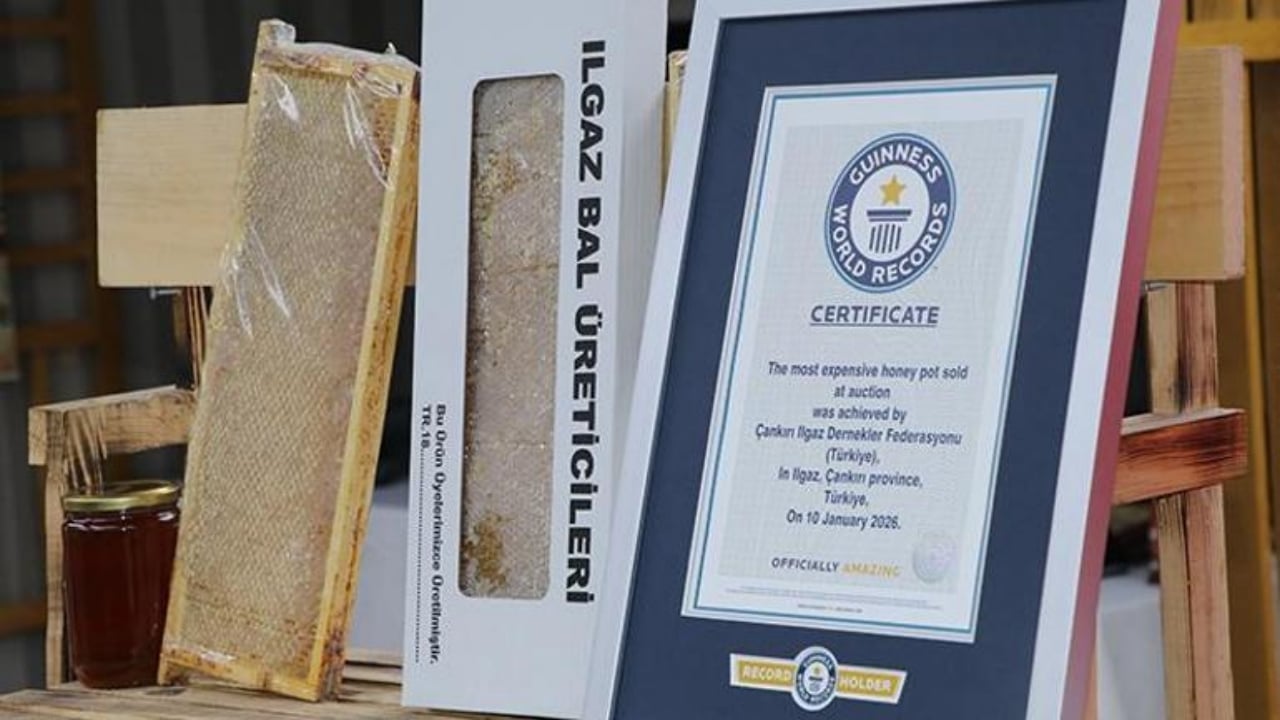 ILGAZ BAL ÜRETİCİLERİ
Bu Ürün Üyelerimizce Üretilmiştir.
TR.18
GUINNESS
WORLD RECORDS
CERTIFICATE
The most expensive honey pot sold
at auction
was achieved by
Çankırı Ilgaz Dernekler Federasyonu
(Türkiye),
In Ilgaz, Çankırı province,
Türkiye,
On 10 January 2026.
OFFICIALLY AMAZING
RECORD HOLDER